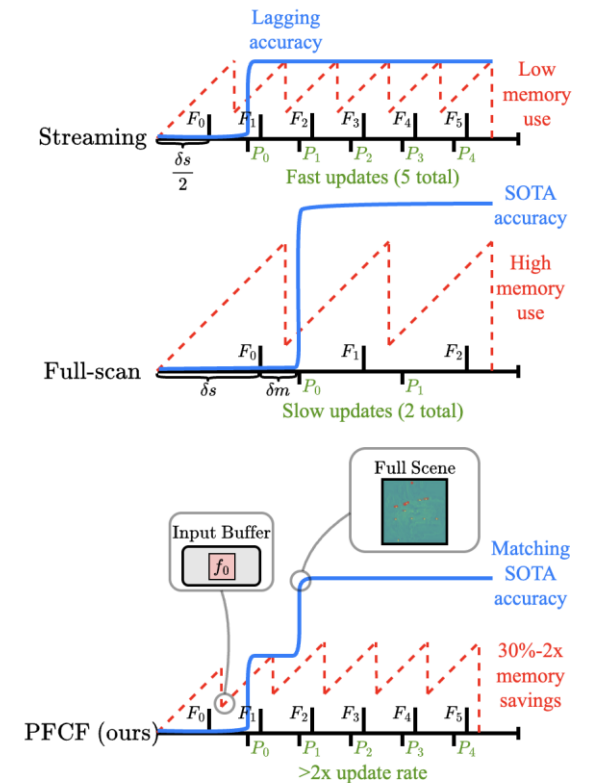 Lagging
accuracy
Low
memory
use
F₀ F₁ F₂ F₃ F₄ F₅
Streaming
P₀ P₁ P₂ P₃ P₄
δs
2
Fast updates (5 total)
SOTA
accuracy
High
memory
use
F₀ F₁ F₂
Full-scan
δs δm P₀ P₁
Slow updates (2 total)
Full Scene
Input Buffer
f₀
Matching
SOTA
accuracy
30%-2x
memory
savings
F₀ F₁ F₂ F₃ F₄ F₅
PFCF (ours)
P₀ P₁ P₂ P₃ P₄
>2x update rate